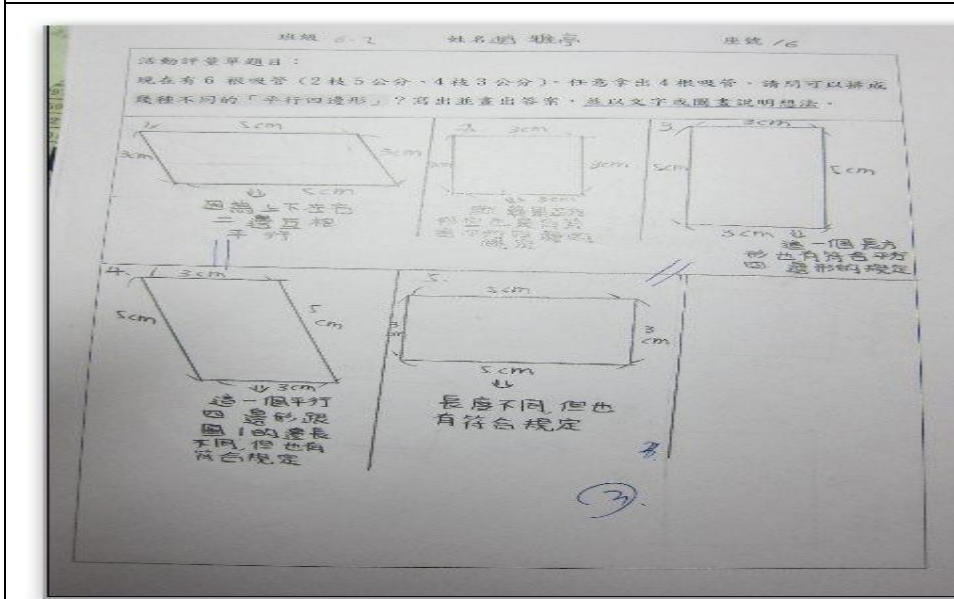 班級 6-2 姓名 趙雅亭 座號 16
活動評量單題目：
現在有 6 根吸管（2 枝 5 公分、4 枝 3 公分），任意拿出 4 根吸管，請問可以排成
幾種不同的「平行四邊形」？寫出並畫出答案，並以文字或圖畫說明想法。
1.
5cm
3cm
3cm
5cm
因為上下左右
二邊互相
平行
2.
3cm
3cm
3cm
3cm
3.
3cm
5cm
5cm
3cm
這一個長方
形也有符合平行
四邊形的規定
4.
3cm
5cm
5
cm
3cm
這一個平行
四邊形跟
圖1的邊長
不同,但也有
符合規定
5.
5cm
3
cm
3
cm
5cm
長度不同,但也
有符合規定
3.